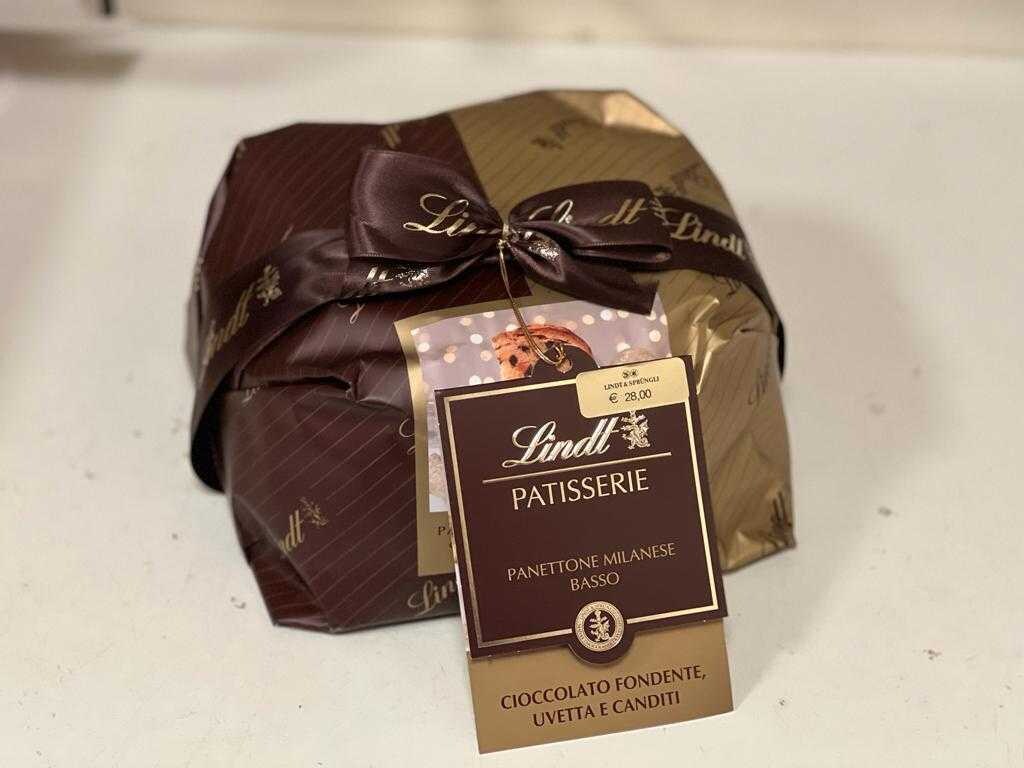 Lindt
Lindt
Lindt
Lindt
LINDT & SPRÜNGLI
€ 28,00
Lindt
PATISSERIE
PANETTONE MILANESE
BASSO
CIOCCOLATO FONDENTE,
UVETTA E CANDITI